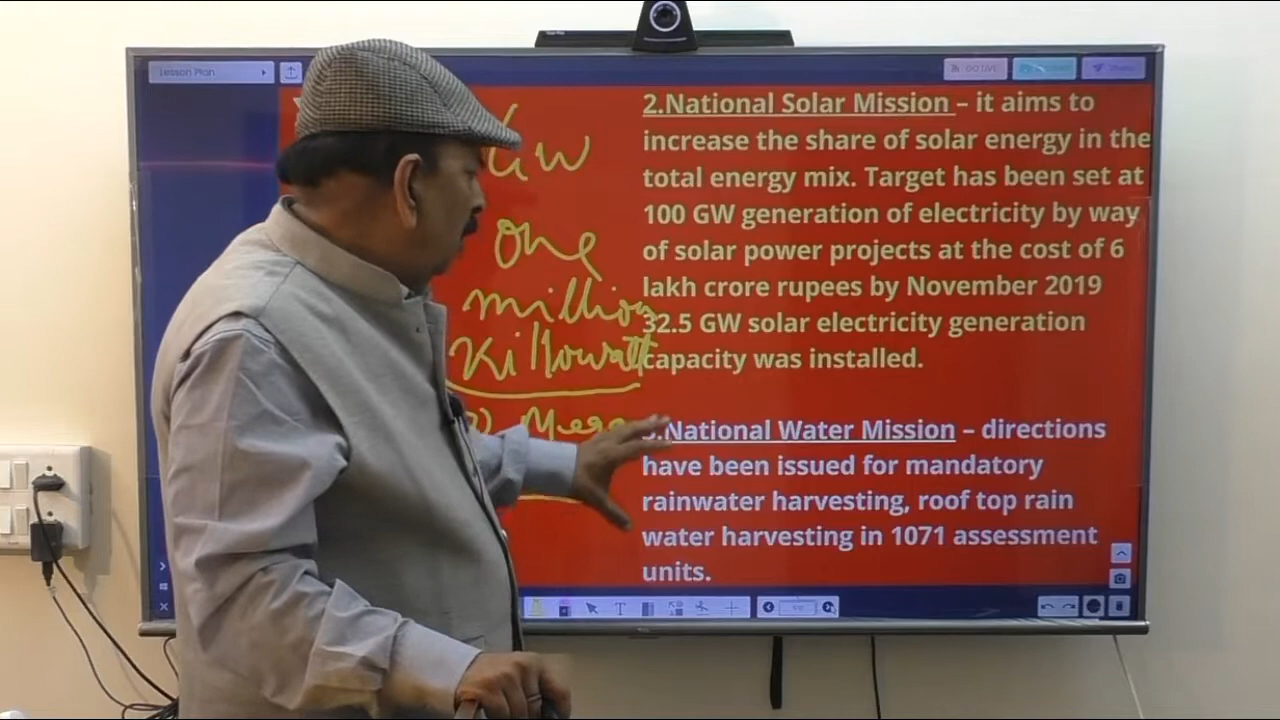 Lesson Plan
GO LIVE
GW
one
million
Killowatt
2.National Solar Mission – it aims to
increase the share of solar energy in the
total energy mix. Target has been set at
100 GW generation of electricity by way
of solar power projects at the cost of 6
lakh crore rupees by November 2019
32.5 GW solar electricity generation
capacity was installed.
National Water Mission – directions
have been issued for mandatory
rainwater harvesting, roof top rain
water harvesting in 1071 assessment
units.